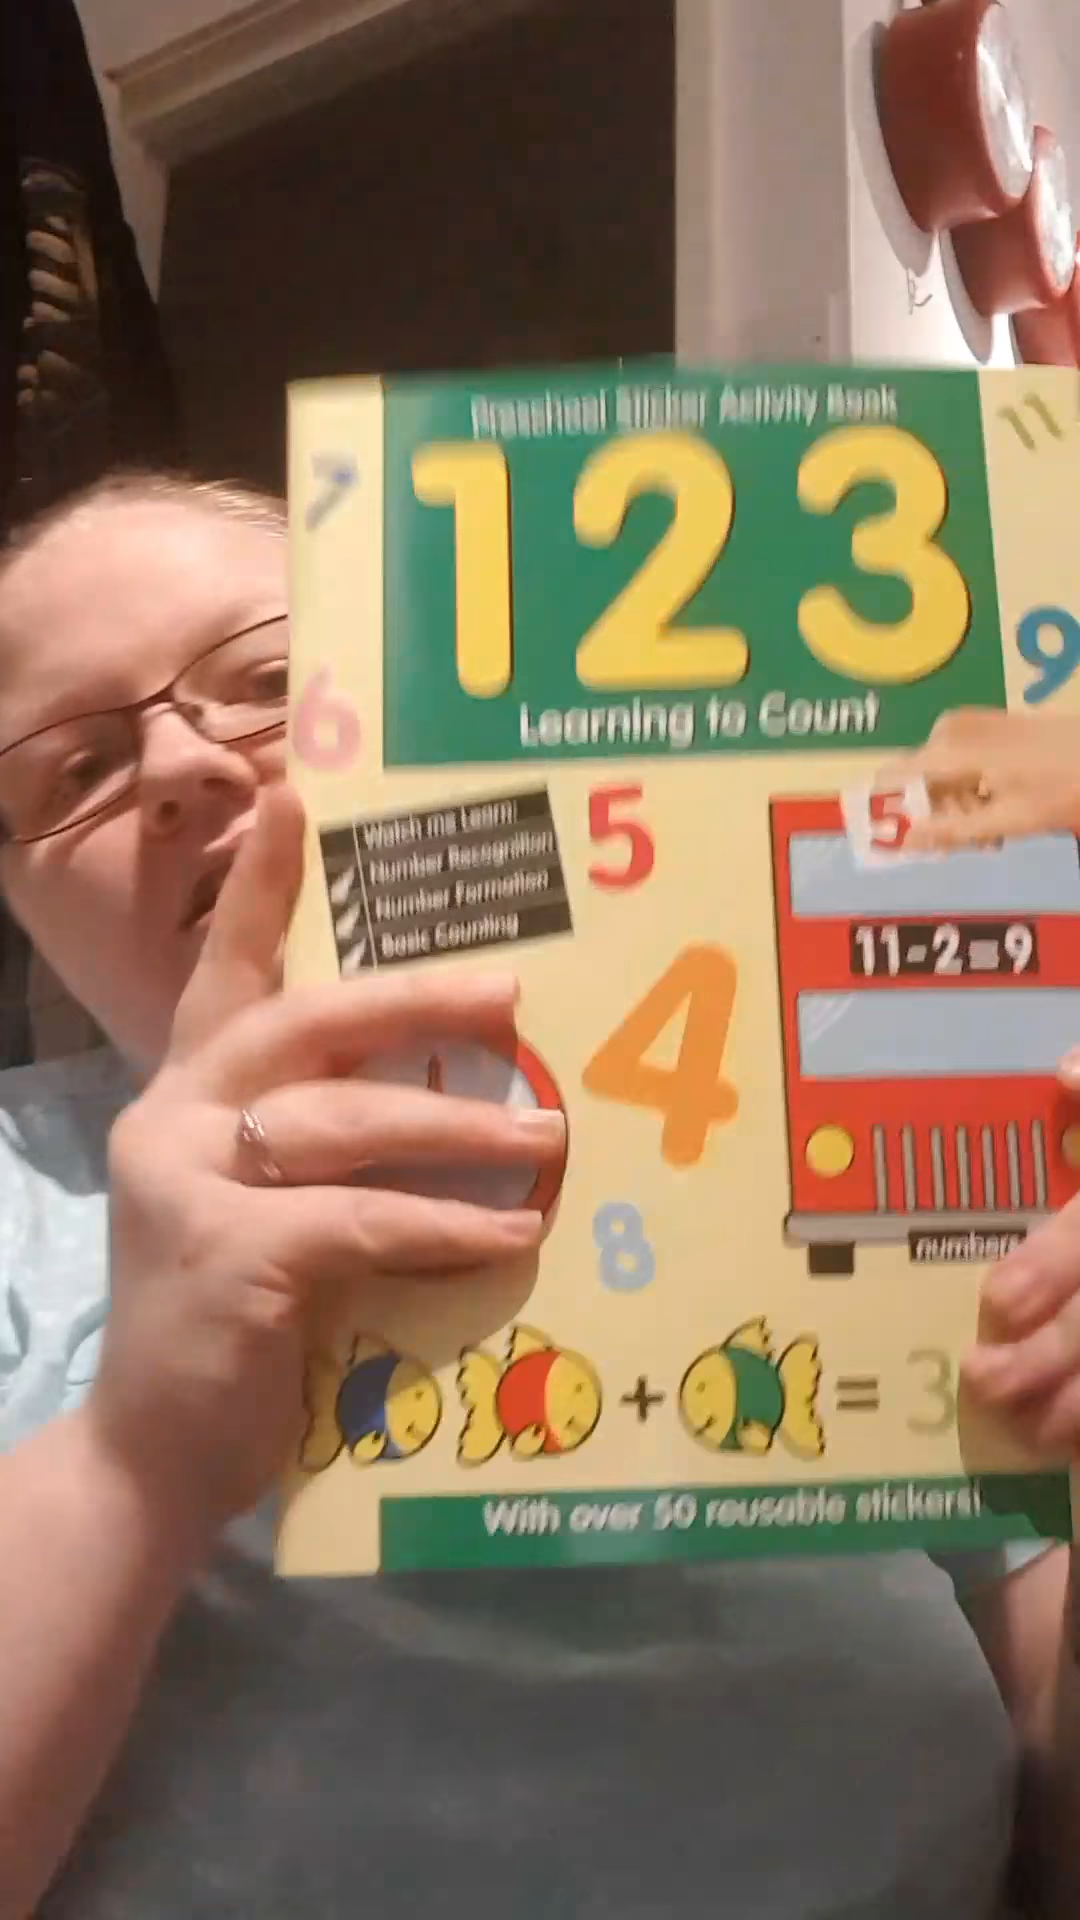 Preschool Sticker Activity Book
11
7
123
9
6
Learning to Count
Watch me Learn!
Number Recognition
Number Formation
Basic Counting
5
5
11-2=9
4
numbers
8
+ = 3
With over 50 reusable stickers!